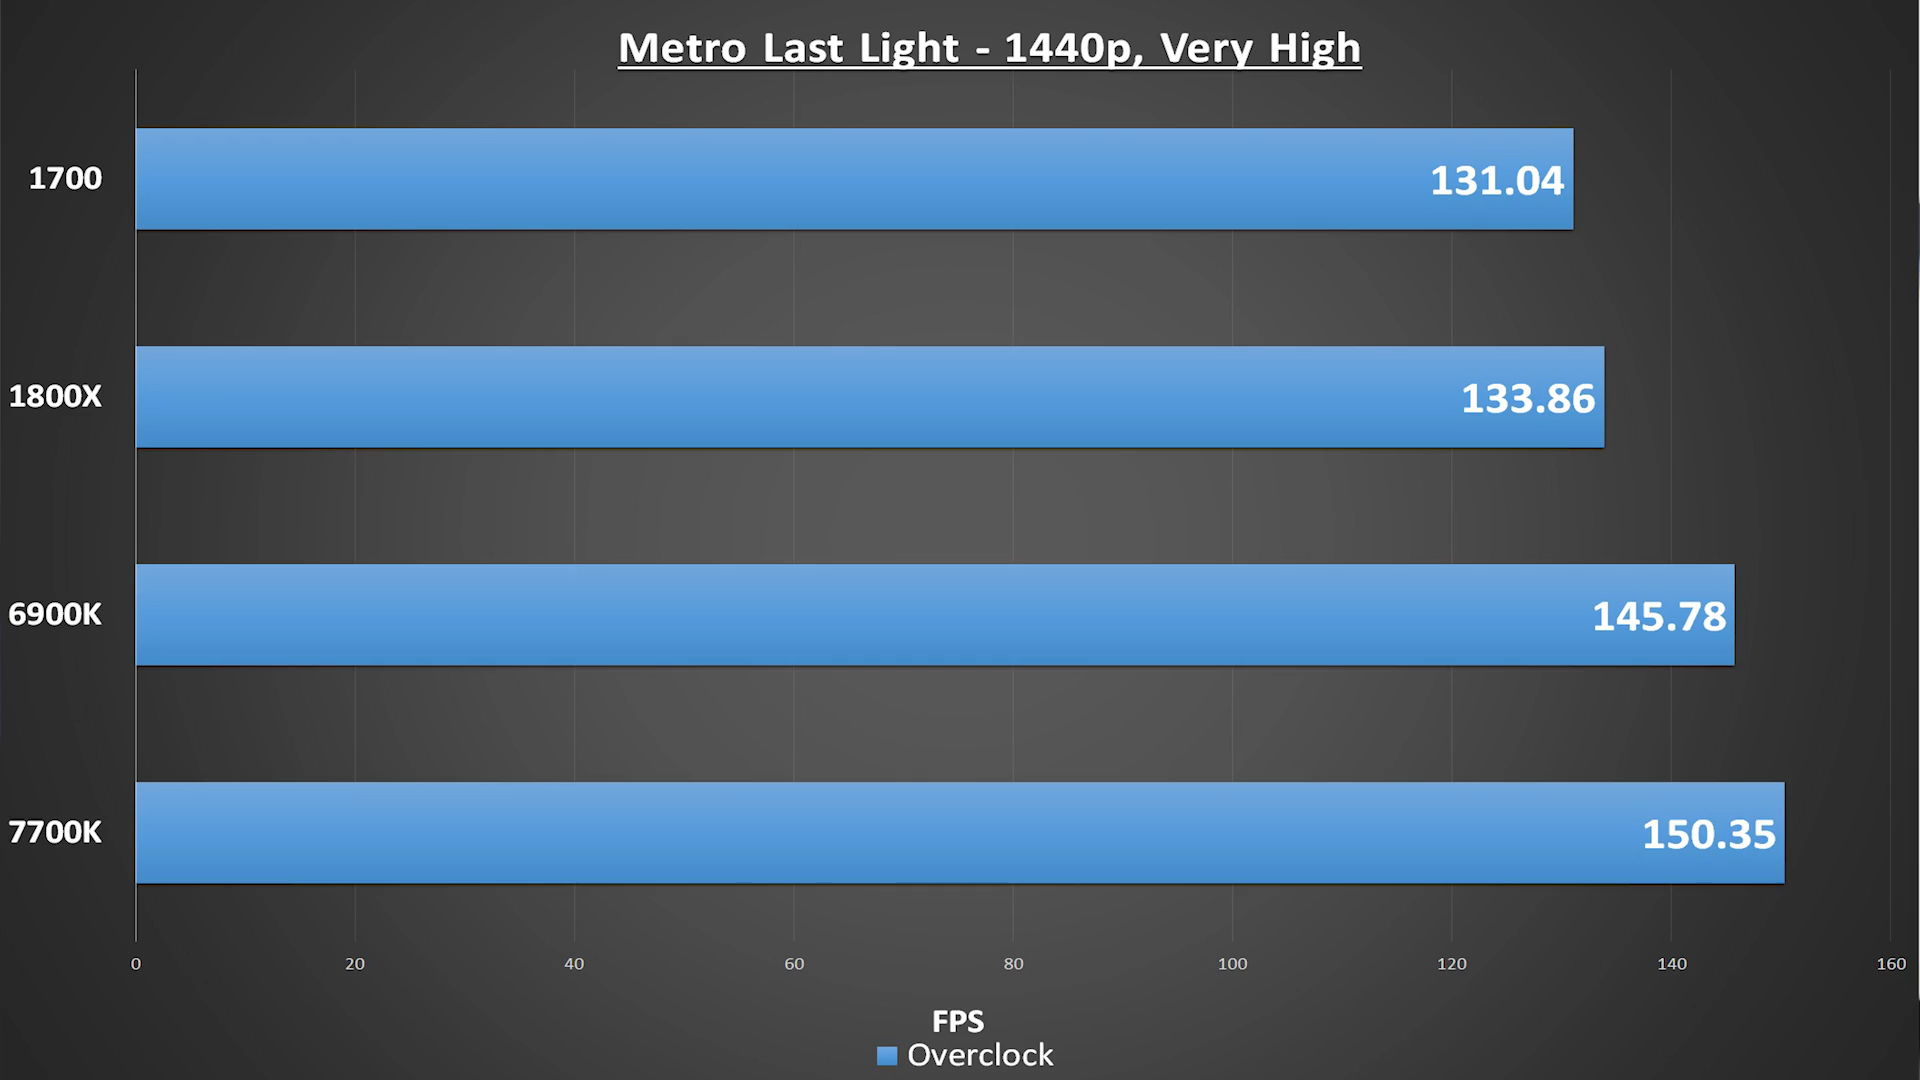 Metro Last Light - 1440p, Very High
1700
131.04
1800X
133.86
6900K
145.78
7700K
150.35
0 20 40 60 80 100 120 140 160
FPS
Overclock